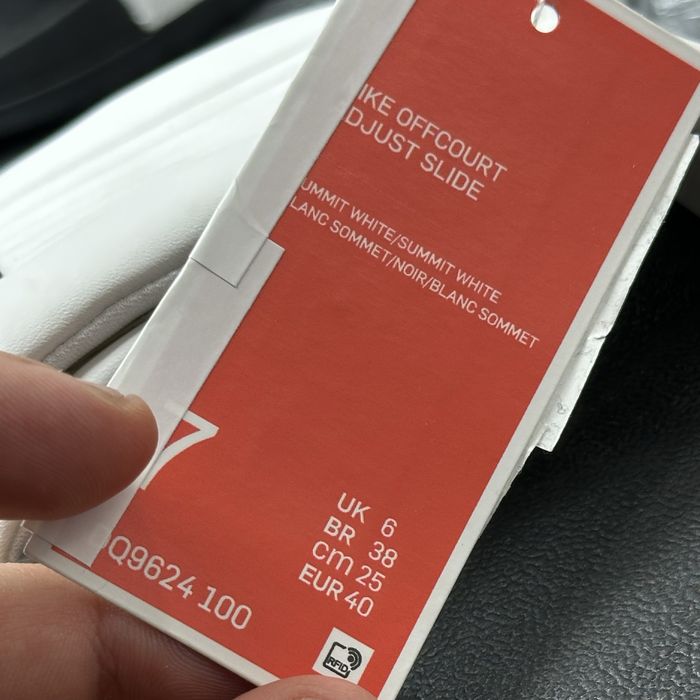 IKE OFFCOURT
DJUST SLIDE
UMMIT WHITE/SUMMIT WHITE
LANC SOMMET/NOIR/BLANC SOMMET
7
UK 6
BR 38
Cm 25
EUR 40
Q9624 100
RFID